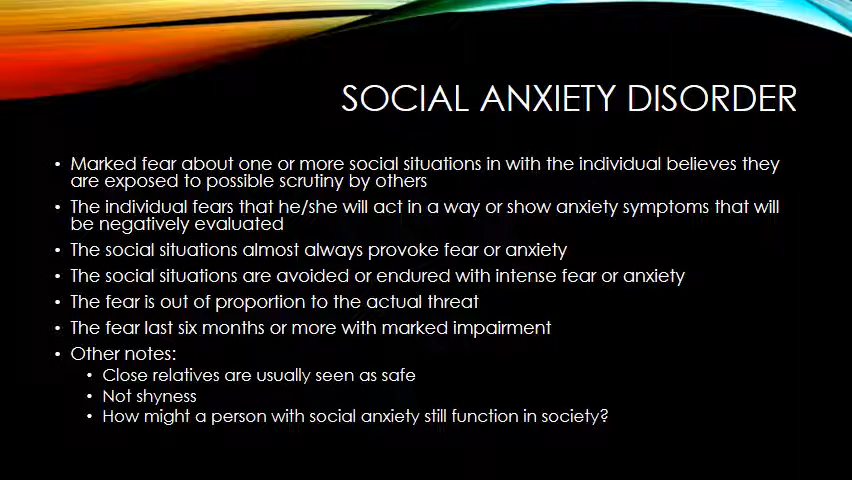 SOCIAL ANXIETY DISORDER
• Marked fear about one or more social situations in with the individual believes they
are exposed to possible scrutiny by others
• The individual fears that he/she will act in a way or show anxiety symptoms that will
be negatively evaluated
• The social situations almost always provoke fear or anxiety
• The social situations are avoided or endured with intense fear or anxiety
• The fear is out of proportion to the actual threat
• The fear last six months or more with marked impairment
• Other notes:
• Close relatives are usually seen as safe
• Not shyness
• How might a person with social anxiety still function in society?